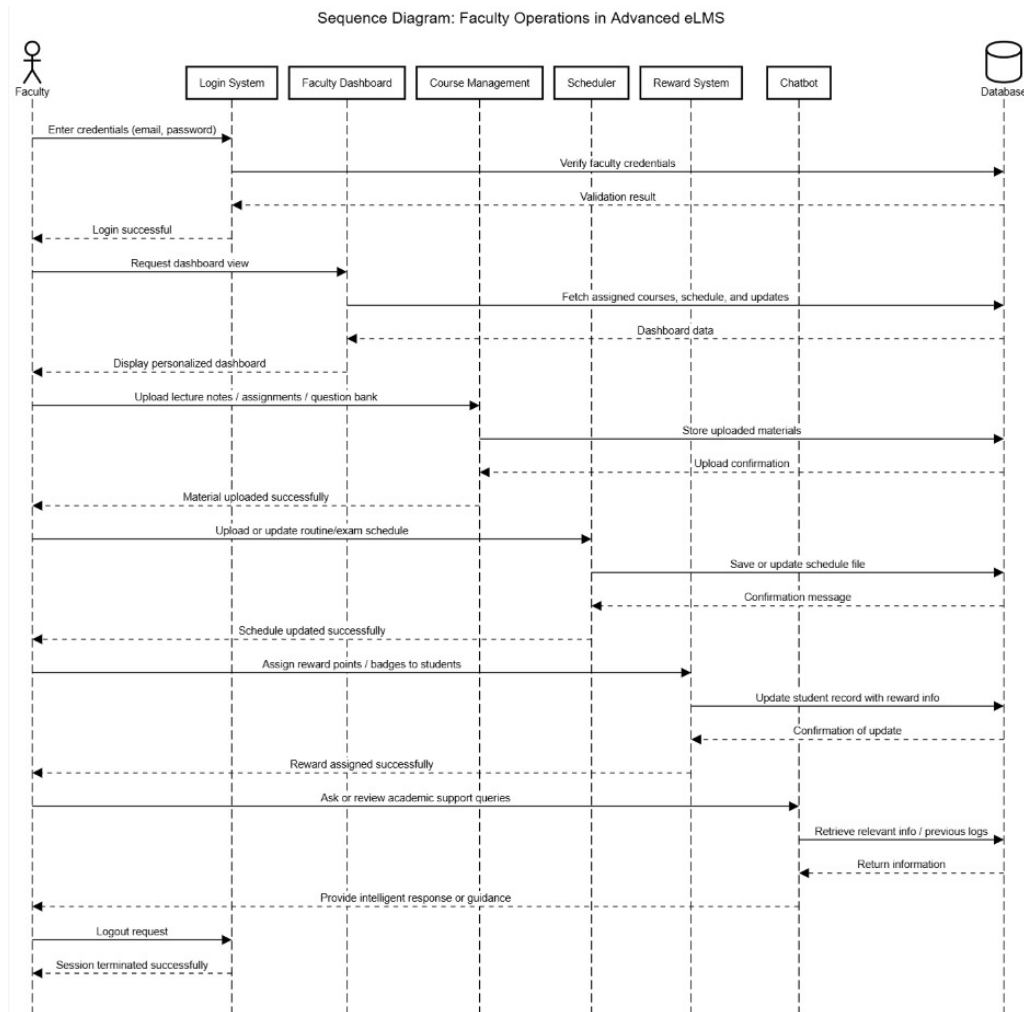 Sequence Diagram: Faculty Operations in Advanced eLMS
Faculty
Login System
Faculty Dashboard
Course Management
Scheduler
Reward System
Chatbot
Database
Enter credentials (email, password)
Verify faculty credentials
Validation result
Login successful
Request dashboard view
Fetch assigned courses, schedule, and updates
Dashboard data
Display personalized dashboard
Upload lecture notes / assignments / question bank
Store uploaded materials
Upload confirmation
Material uploaded successfully
Upload or update routine/exam schedule
Save or update schedule file
Confirmation message
Schedule updated successfully
Assign reward points / badges to students
Update student record with reward info
Confirmation of update
Reward assigned successfully
Ask or review academic support queries
Retrieve relevant info / previous logs
Return information
Provide intelligent response or guidance
Logout request
Session terminated successfully